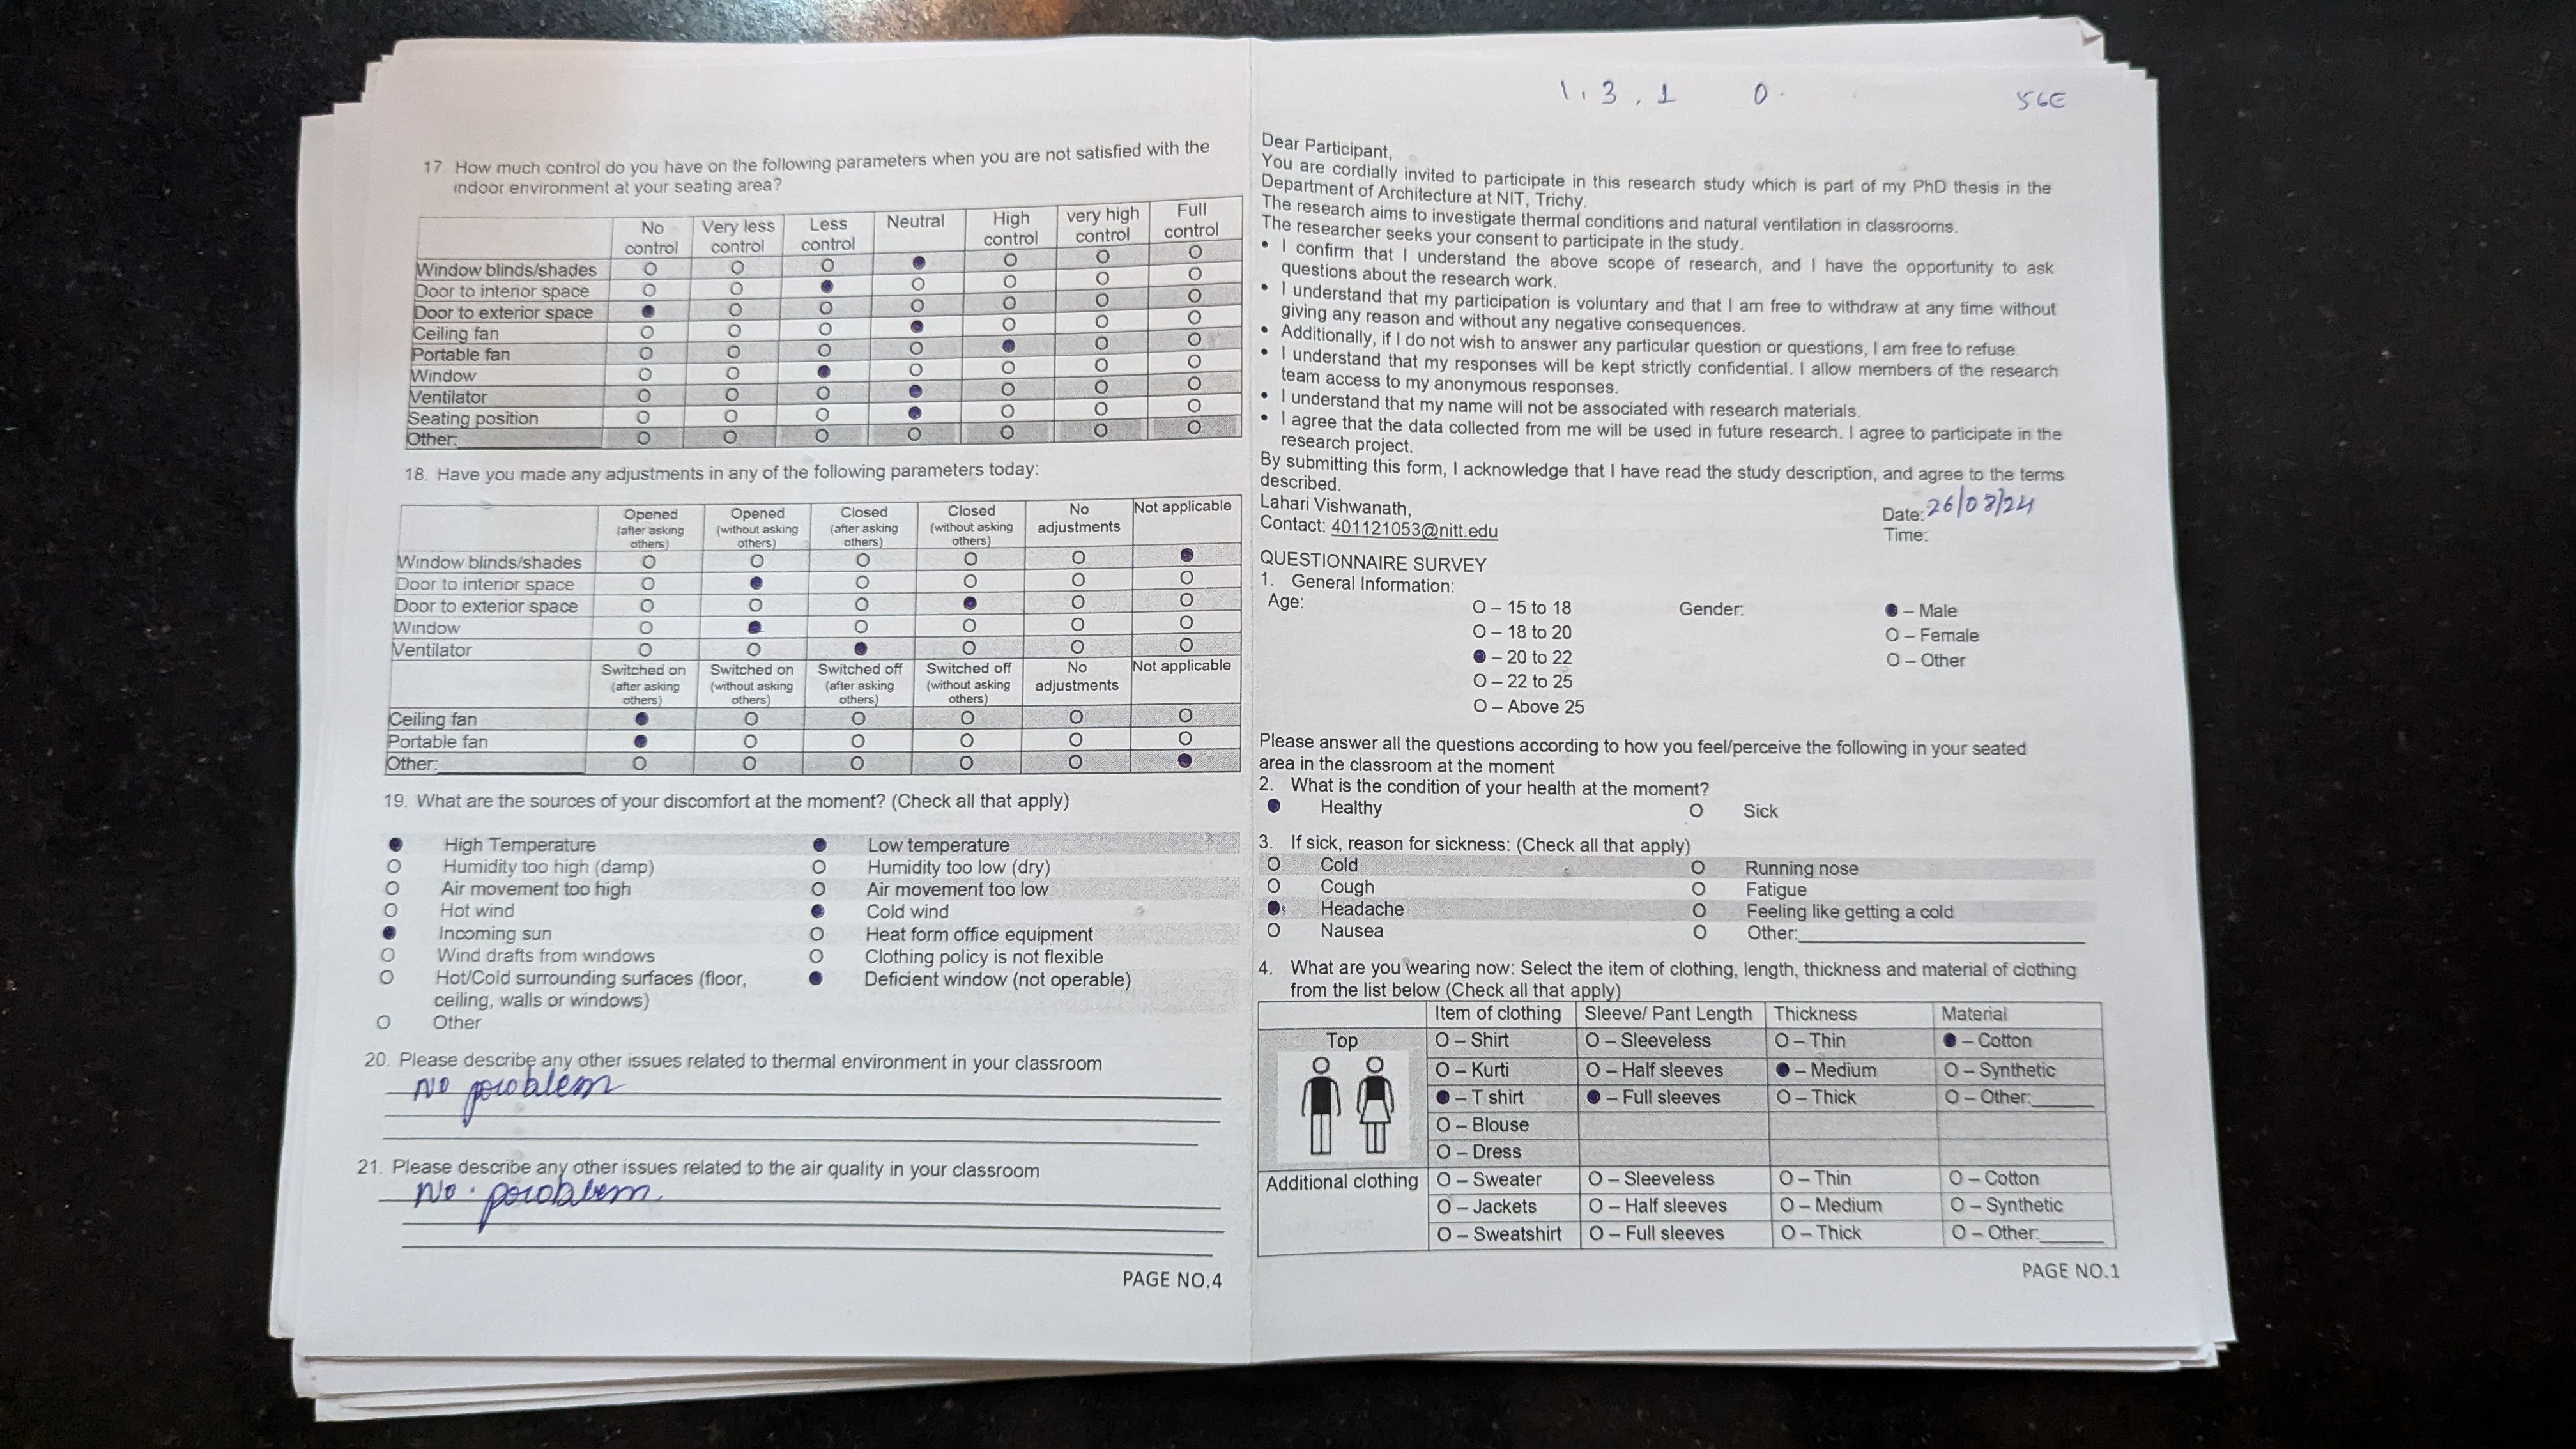 17 How much control do you have on the following parameters when you are not satisfied with the
indoor environment at your seating area?
No control Very less control Less control Neutral High control very high control Full control
Window blinds/shades O O O ● O O O
Door to interior space O O ● O O O O
Door to exterior space ● O O O O O O
Ceiling fan O O O ● O O O
Portable fan O O O O ● O O
Window O O ● O O O O
Ventilator O O O ● O O O
Seating position O O O ● O O O
Other: O O O O O O O
18. Have you made any adjustments in any of the following parameters today:
Opened (after asking others) Opened (without asking others) Closed (after asking others) Closed (without asking others) No adjustments Not applicable
Window blinds/shades O O O O O ●
Door to interior space O ● O O O O
Door to exterior space O O O ● O O
Window O ● O O O O
Ventilator O O ● O O O
Switched on (after asking others) Switched on (without asking others) Switched off (after asking others) Switched off (without asking others) No adjustments Not applicable
Ceiling fan ● O O O O O
Portable fan ● O O O O O
Other: O O O O O ●
19. What are the sources of your discomfort at the moment? (Check all that apply)
● High Temperature ● Low temperature
O Humidity too high (damp) O Humidity too low (dry)
O Air movement too high O Air movement too low
O Hot wind ● Cold wind
● Incoming sun O Heat form office equipment
O Wind drafts from windows O Clothing policy is not flexible
O Hot/Cold surrounding surfaces (floor, ● Deficient window (not operable)
ceiling, walls or windows)
O Other
20. Please describe any other issues related to thermal environment in your classroom
No problem
21. Please describe any other issues related to the air quality in your classroom
No. problem.
PAGE NO.4
1, 3, 1 0. 56E
Dear Participant,
You are cordially invited to participate in this research study which is part of my PhD thesis in the
Department of Architecture at NIT, Trichy.
The research aims to investigate thermal conditions and natural ventilation in classrooms.
The researcher seeks your consent to participate in the study.
• I confirm that I understand the above scope of research, and I have the opportunity to ask
questions about the research work.
• I understand that my participation is voluntary and that I am free to withdraw at any time without
giving any reason and without any negative consequences.
• Additionally, if I do not wish to answer any particular question or questions, I am free to refuse.
• I understand that my responses will be kept strictly confidential. I allow members of the research
team access to my anonymous responses.
• I understand that my name will not be associated with research materials.
• I agree that the data collected from me will be used in future research. I agree to participate in the
research project.
By submitting this form, I acknowledge that I have read the study description, and agree to the terms
described.
Lahari Vishwanath,
Contact: 401121053@nitt.edu
Date: 26/08/24
Time:
QUESTIONNAIRE SURVEY
1. General Information:
Age: O – 15 to 18 Gender: ● – Male
O – 18 to 20 O – Female
● – 20 to 22 O – Other
O – 22 to 25
O – Above 25
Please answer all the questions according to how you feel/perceive the following in your seated
area in the classroom at the moment
2. What is the condition of your health at the moment?
● Healthy O Sick
3. If sick, reason for sickness: (Check all that apply)
O Cold O Running nose
O Cough O Fatigue
● Headache O Feeling like getting a cold
O Nausea O Other:
4. What are you wearing now: Select the item of clothing, length, thickness and material of clothing
from the list below (Check all that apply)
Item of clothing Sleeve/ Pant Length Thickness Material
Top O – Shirt O – Sleeveless O – Thin ● – Cotton
O – Kurti O – Half sleeves ● – Medium O – Synthetic
● – T shirt ● – Full sleeves O – Thick O – Other:
O – Blouse
O – Dress
Additional clothing O – Sweater O – Sleeveless O – Thin O – Cotton
O – Jackets O – Half sleeves O – Medium O – Synthetic
O – Sweatshirt O – Full sleeves O – Thick O – Other:
PAGE NO.1